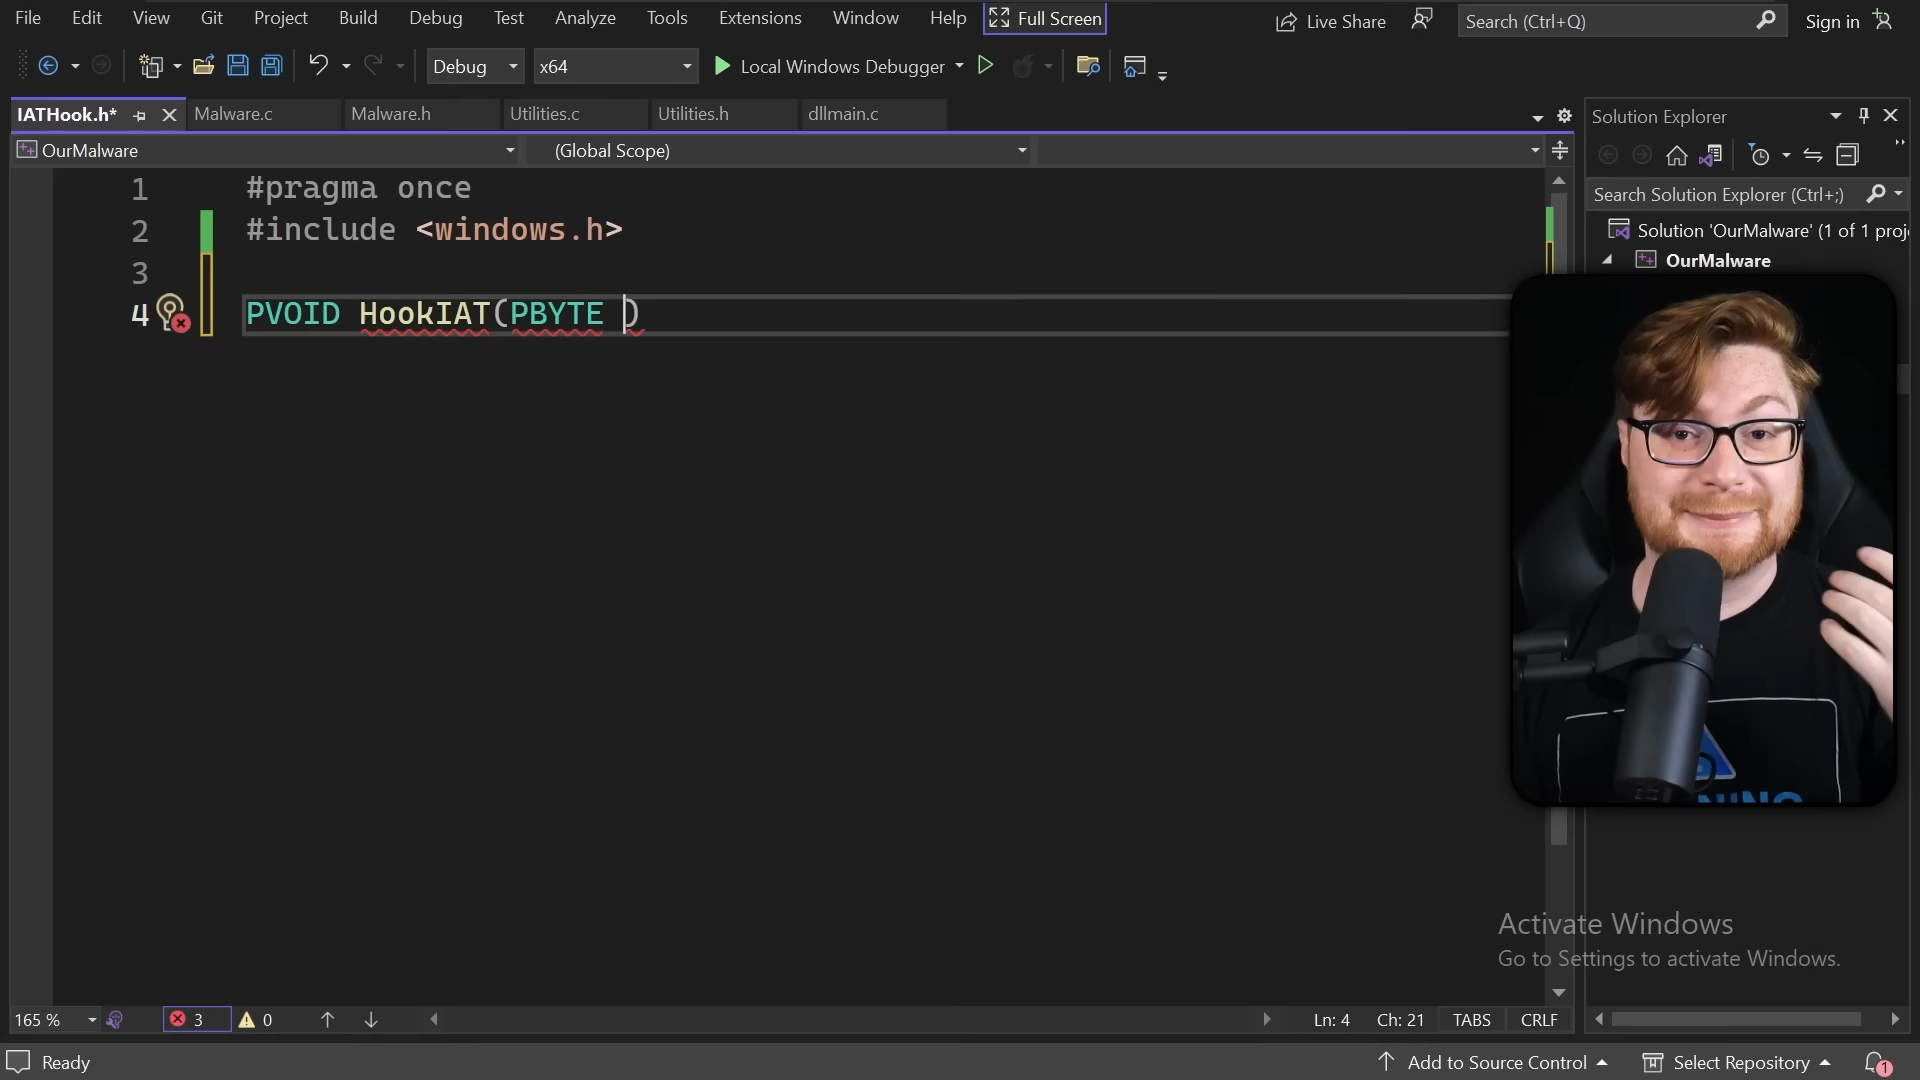 File Edit View Git Project Build Debug Test Analyze Tools Extensions Window Help Full Screen Live Share Search (Ctrl+Q) Sign in
Debug x64 Local Windows Debugger
IATHook.h* Malware.c Malware.h Utilities.c Utilities.h dllmain.c
OurMalware (Global Scope)
1 #pragma once
2 #include <windows.h>
3
4 PVOID HookIAT(PBYTE )
Solution Explorer
Search Solution Explorer (Ctrl+;)
Solution 'OurMalware' (1 of 1 proj
OurMalware
Activate Windows
Go to Settings to activate Windows.
165 % 3 0 Ln: 4 Ch: 21 TABS CRLF
Ready Add to Source Control Select Repository 1